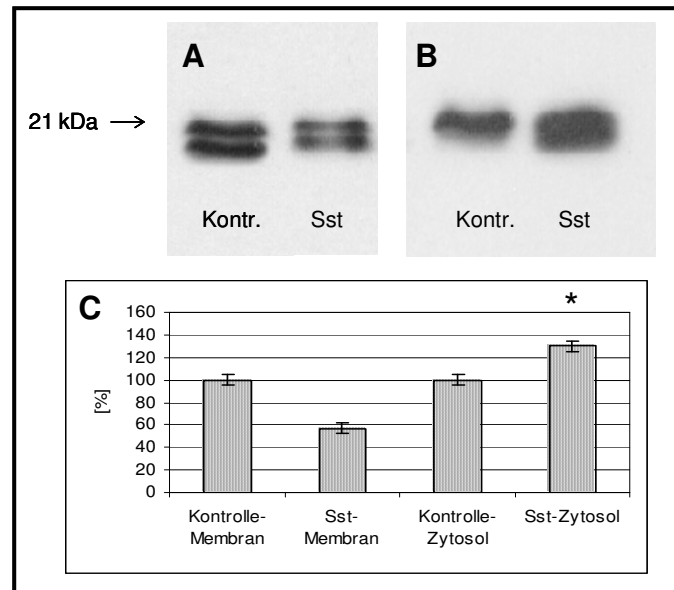 A
B
21 kDa →
Kontr. Sst
Kontr. Sst
C
*
160
140
120
100
80
60
40
20
0
[%]
Kontrolle-
Membran
Sst-
Membran
Kontrolle-
Zytosol
Sst-Zytosol